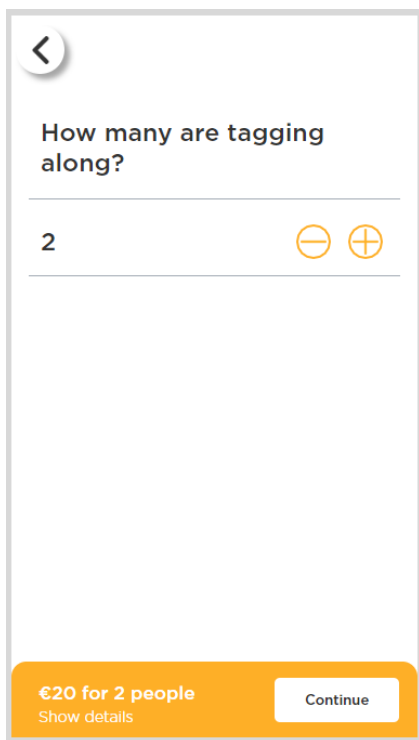 How many are tagging
along?
2
€20 for 2 people
Show details
Continue